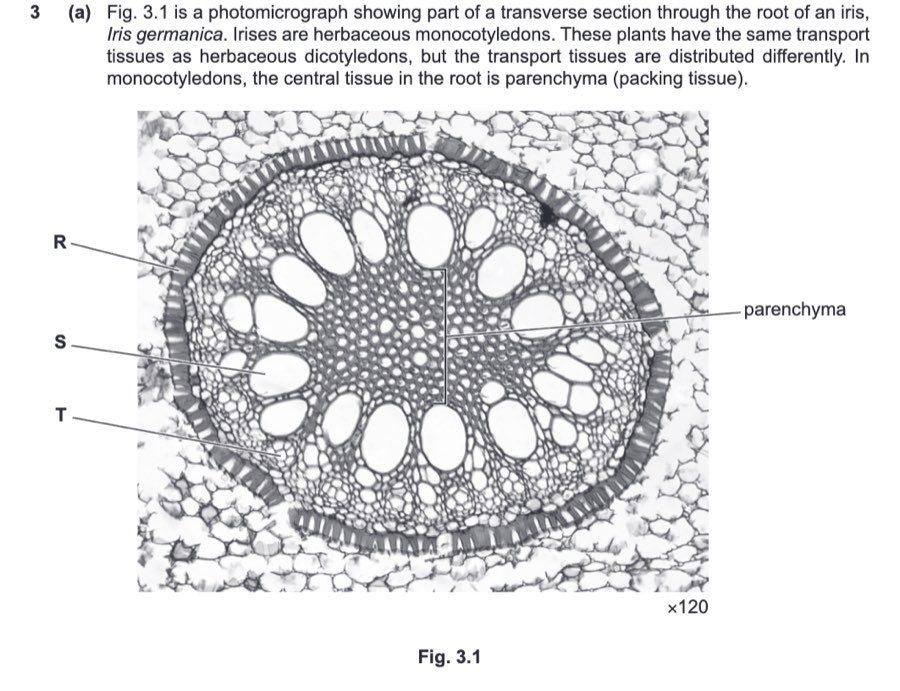 3 (a) Fig. 3.1 is a photomicrograph showing part of a transverse section through the root of an iris,
Iris germanica. Irises are herbaceous monocotyledons. These plants have the same transport
tissues as herbaceous dicotyledons, but the transport tissues are distributed differently. In
monocotyledons, the central tissue in the root is parenchyma (packing tissue).
R
parenchyma
S
T
×120
Fig. 3.1